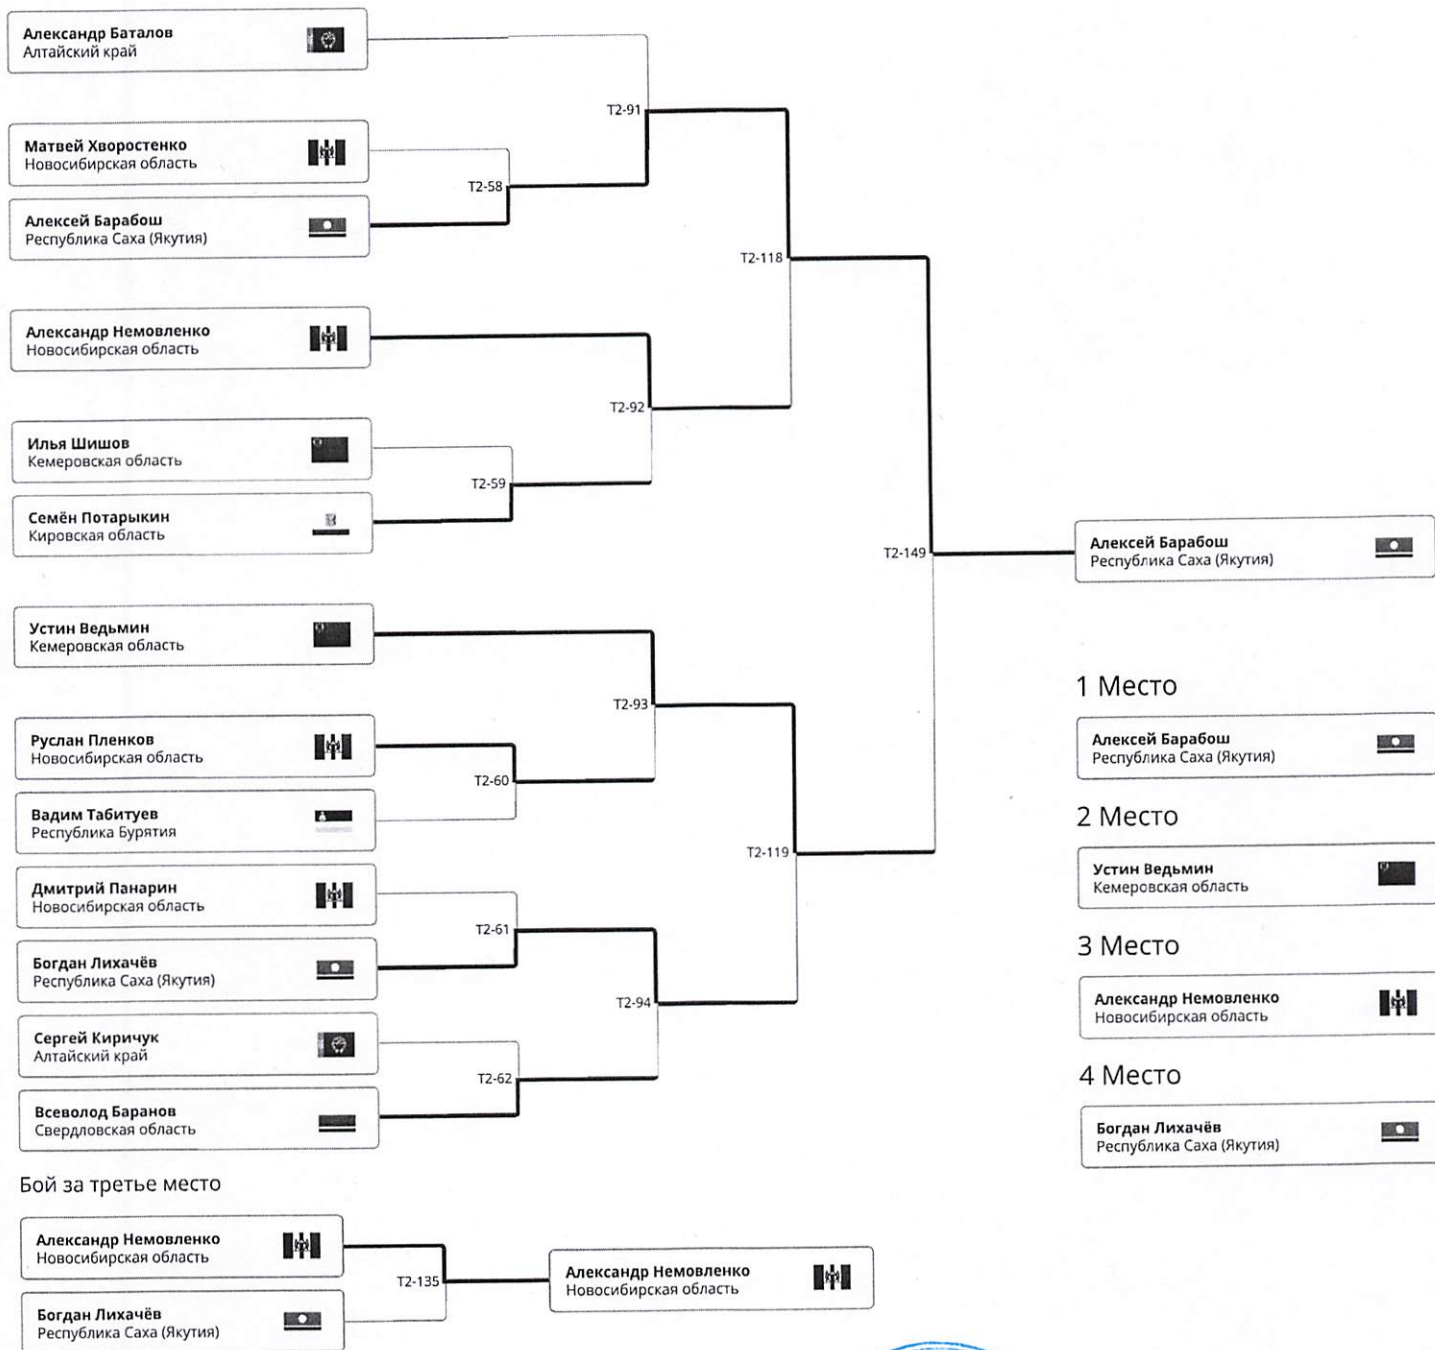 Александр Баталов
Алтайский край
Матвей Хворостенко
Новосибирская область
Алексей Барабош
Республика Саха (Якутия)
Александр Немовленко
Новосибирская область
Илья Шишов
Кемеровская область
Семён Потарыкин
Кировская область
Устин Ведьмин
Кемеровская область
Руслан Пленков
Новосибирская область
Вадим Табитуев
Республика Бурятия
Дмитрий Панарин
Новосибирская область
Богдан Лихачёв
Республика Саха (Якутия)
Сергей Киричук
Алтайский край
Всеволод Баранов
Свердловская область
T2-58
T2-59
T2-60
T2-61
T2-62
T2-91
T2-92
T2-93
T2-94
T2-118
T2-119
T2-149
Алексей Барабош
Республика Саха (Якутия)
1 Место
Алексей Барабош
Республика Саха (Якутия)
2 Место
Устин Ведьмин
Кемеровская область
3 Место
Александр Немовленко
Новосибирская область
4 Место
Богдан Лихачёв
Республика Саха (Якутия)
Бой за третье место
Александр Немовленко
Новосибирская область
Богдан Лихачёв
Республика Саха (Якутия)
T2-135
Александр Немовленко
Новосибирская область